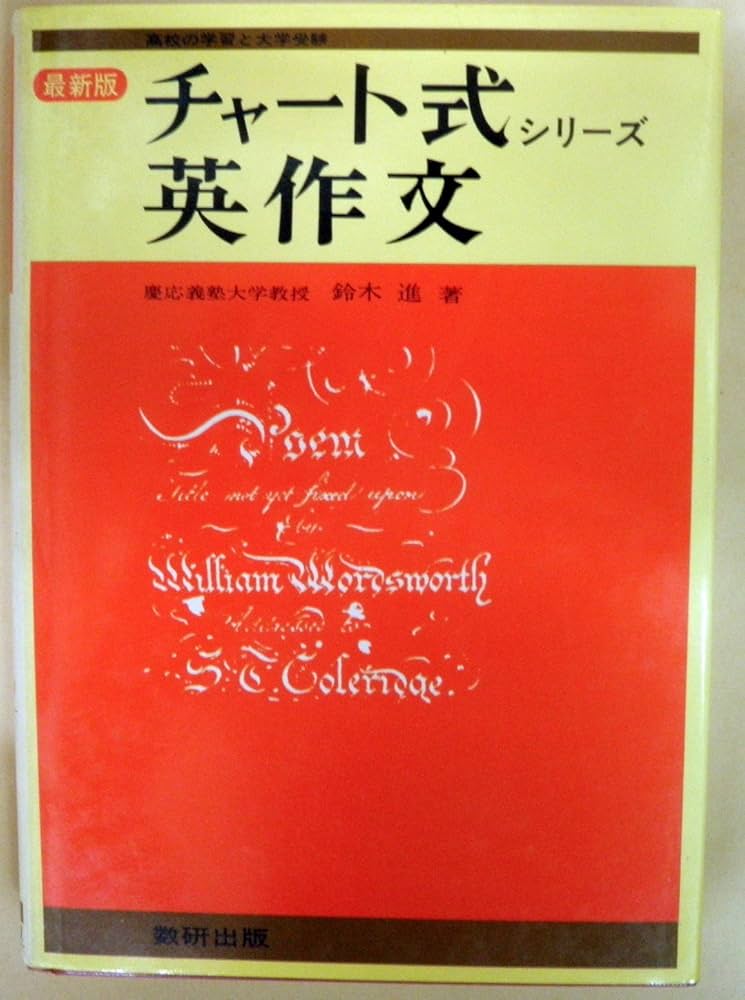 高校の学習と大学受験
最新版
チャート式シリーズ
英作文
慶応義塾大学教授 鈴木 進 著
Poem
Title not yet fixed upon
by
William Wordsworth
Addressed to
S.T. Coleridge.
数研出版